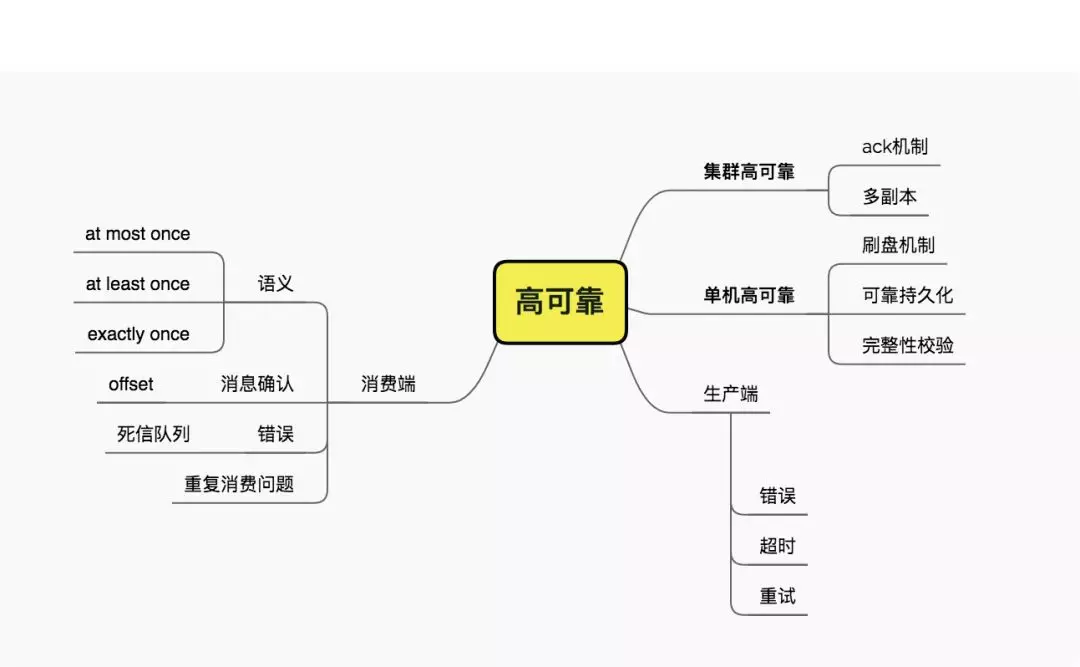 高可靠
集群高可靠
ack机制
多副本
单机高可靠
刷盘机制
可靠持久化
完整性校验
生产端
错误
超时
重试
消费端
语义
at most once
at least once
exactly once
消息确认
offset
错误
死信队列
重复消费问题